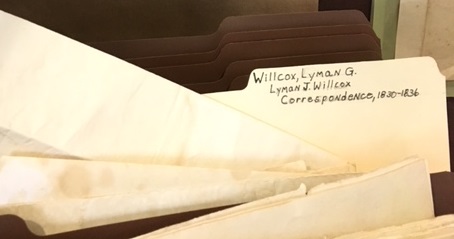 Willcox, Lyman G.
Lyman J. Willcox
Correspondence, 1830-1836